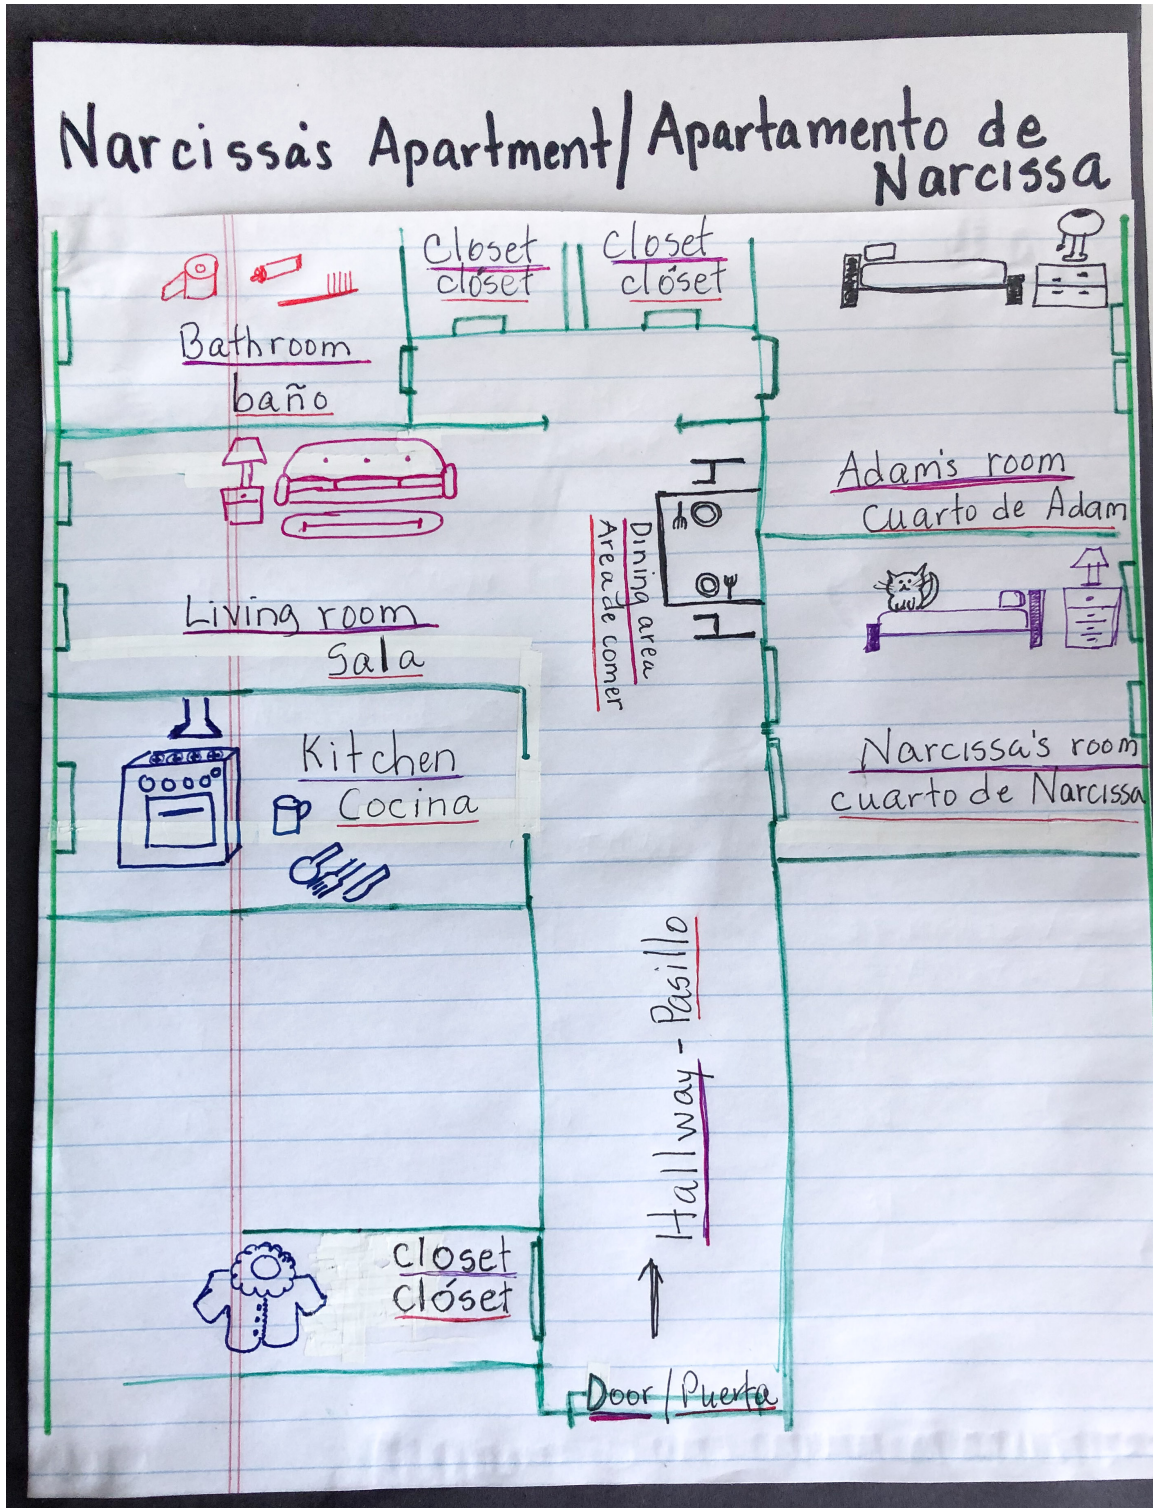 Narcissa's Apartment/Apartamento de
Narcissa
Closet
clóset
Closet
clóset
Bathroom
baño
Adam's room
Cuarto de Adam
Dining area
Area de comer
Living room
Sala
Kitchen
Cocina
Narcissa's room
cuarto de Narcissa
Hallway - Pasillo
closet
clóset
Door/Puerta